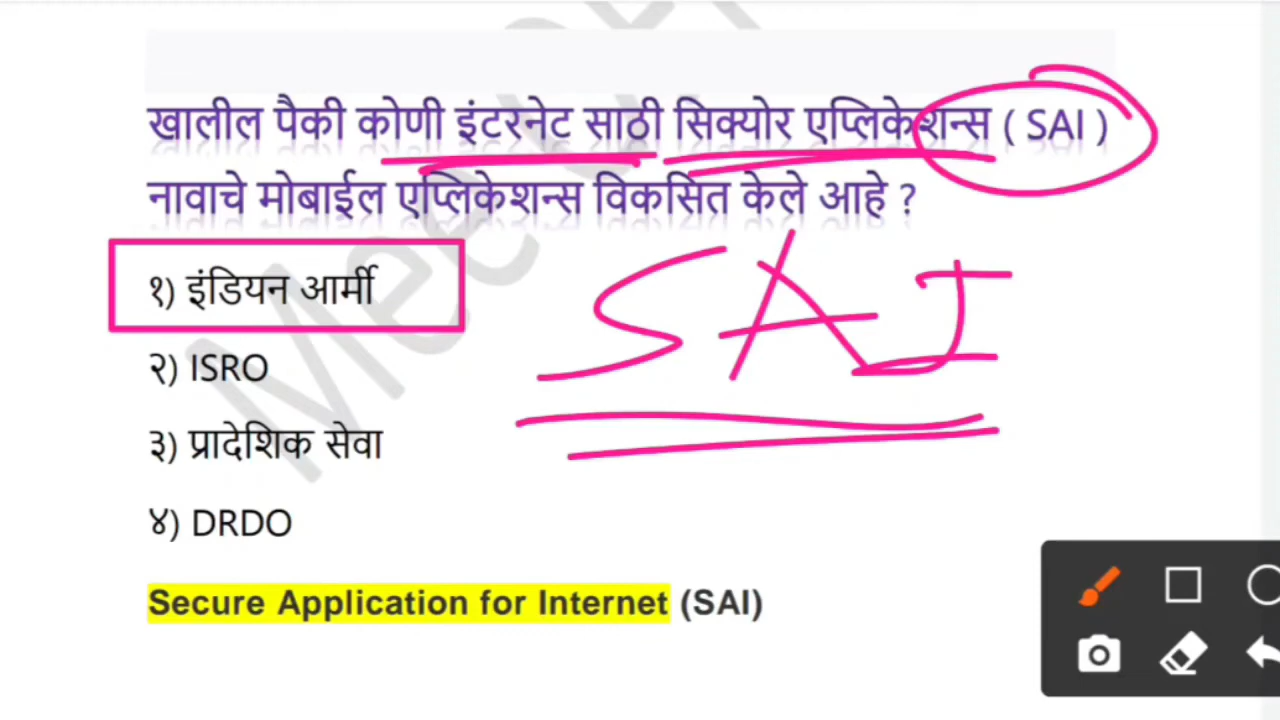 खालील पैकी कोणी इंटरनेट साठी सिक्योर एप्लिकेशन्स ( SAI )
नावाचे मोबाईल एप्लिकेशन्स विकसित केले आहे ?
१) इंडियन आर्मी
SAI
२) ISRO
३) प्रादेशिक सेवा
४) DRDO
Secure Application for Internet (SAI)